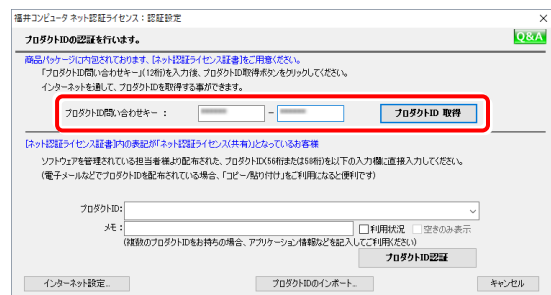 福井コンピュータ ネット認証ライセンス：認証設定
プロダクトIDの認証を行います。
Q&A
商品パッケージに内包されております、[ネット認証ライセンス証書]をご用意ください。
「プロダクトID問い合わせキー」(12桁)を入力後、プロダクトID取得ボタンをクリックしてください。
インターネットを通して、プロダクトIDを取得する事ができます。
プロダクトID問い合わせキー ：
-
プロダクトID 取得
[ネット認証ライセンス証書]内の表記が「ネット認証ライセンス(共有)」となっているお客様
ソフトウェアを管理されている担当者様より配布された、プロダクトID(56桁または58桁)を以下の入力欄に直接入力してください。
(電子メールなどでプロダクトIDを配布されている場合、「コピー/貼り付け」をご利用になると便利です)
プロダクトID:
メモ：
利用状況
空きのみ表示
(複数のプロダクトIDをお持ちの場合、アプリケーション情報などを記入してご利用ください)
プロダクトID認証
インターネット設定...
プロダクトIDのインポート...
キャンセル